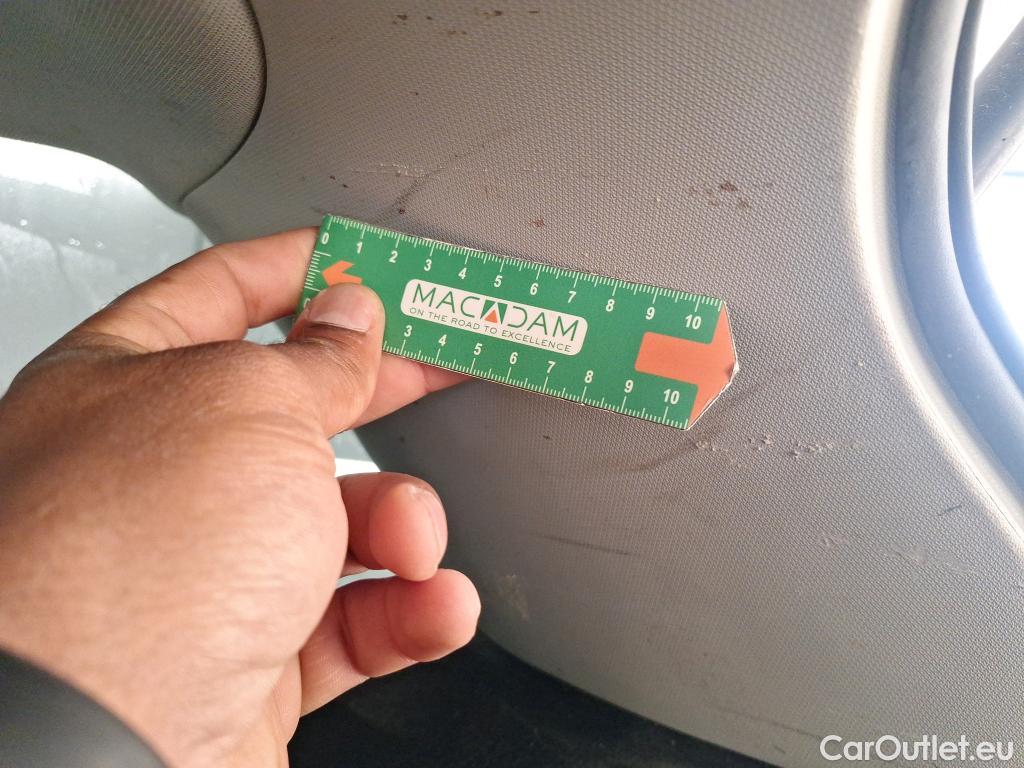 0 1 2 3 4 5 6 7 8 9 10
MACADAM
ON THE ROAD TO EXCELLENCE
3 4 5 6 7 8 9 10
CarOutlet.eu